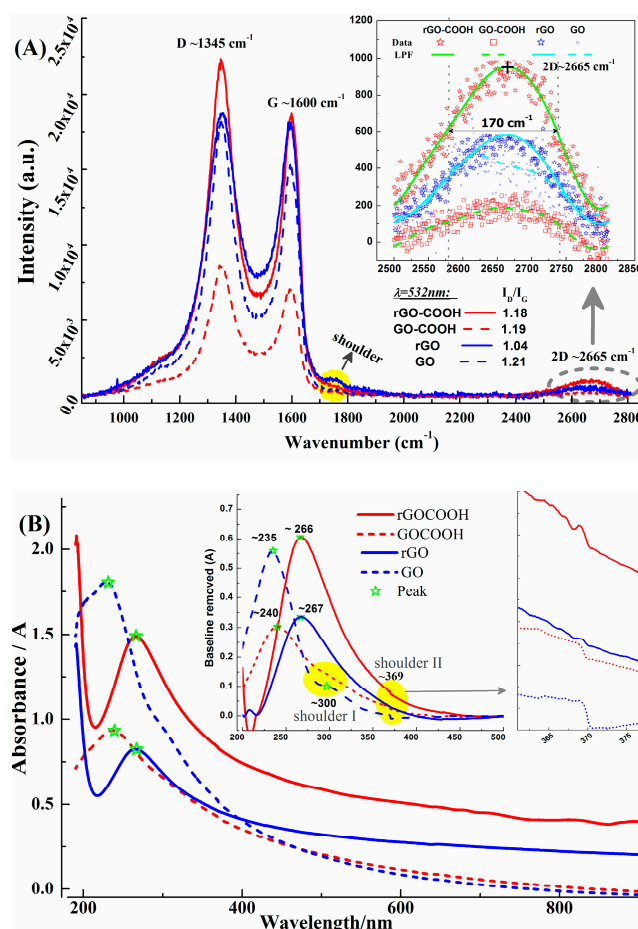 (A)
D ~1345 cm⁻¹
G ~1600 cm⁻¹
Intensity (a.u.)
2.5x10⁴
2.0x10⁴
1.5x10⁴
1.0x10⁴
5.0x10³
0.0
1000 1200 1400 1600 1800 2000 2200 2400 2600 2800
Wavenumber (cm⁻¹)
shoulder
2D ~2665 cm⁻¹
rGO-COOH GO-COOH rGO GO
Data
LPF
2D~2665 cm⁻¹
170 cm⁻¹
1000
800
600
400
200
0
2500 2550 2600 2650 2700 2750 2800 2850
λ=532nm: I_D/I_G
rGO-COOH 1.18
GO-COOH 1.19
rGO 1.04
GO 1.21
(B)
Absorbance / A
2.0
1.5
1.0
0.5
0.0
200 400 600 800
Wavelength/nm
Baseline removed (A)
0.6
0.5
0.4
0.3
0.2
0.1
0.0
200 250 300 350 400 450 500
~235
~266
~240
~267
~300
~369
shoulder I
shoulder II
rGOCOOH
GOCOOH
rGO
GO
Peak
365 370 375